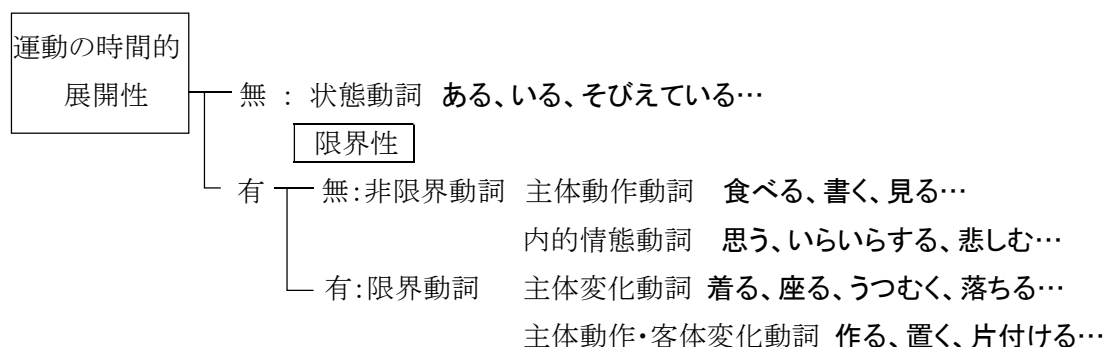 運動の時間的
展開性
無 : 状態動詞 ある、いる、そびえている…
限界性
有 無:非限界動詞 主体動作動詞 食べる、書く、見る…
内的情態動詞 思う、いらいらする、悲しむ…
有:限界動詞 主体変化動詞 着る、座る、うつむく、落ちる…
主体動作・客体変化動詞 作る、置く、片付ける…